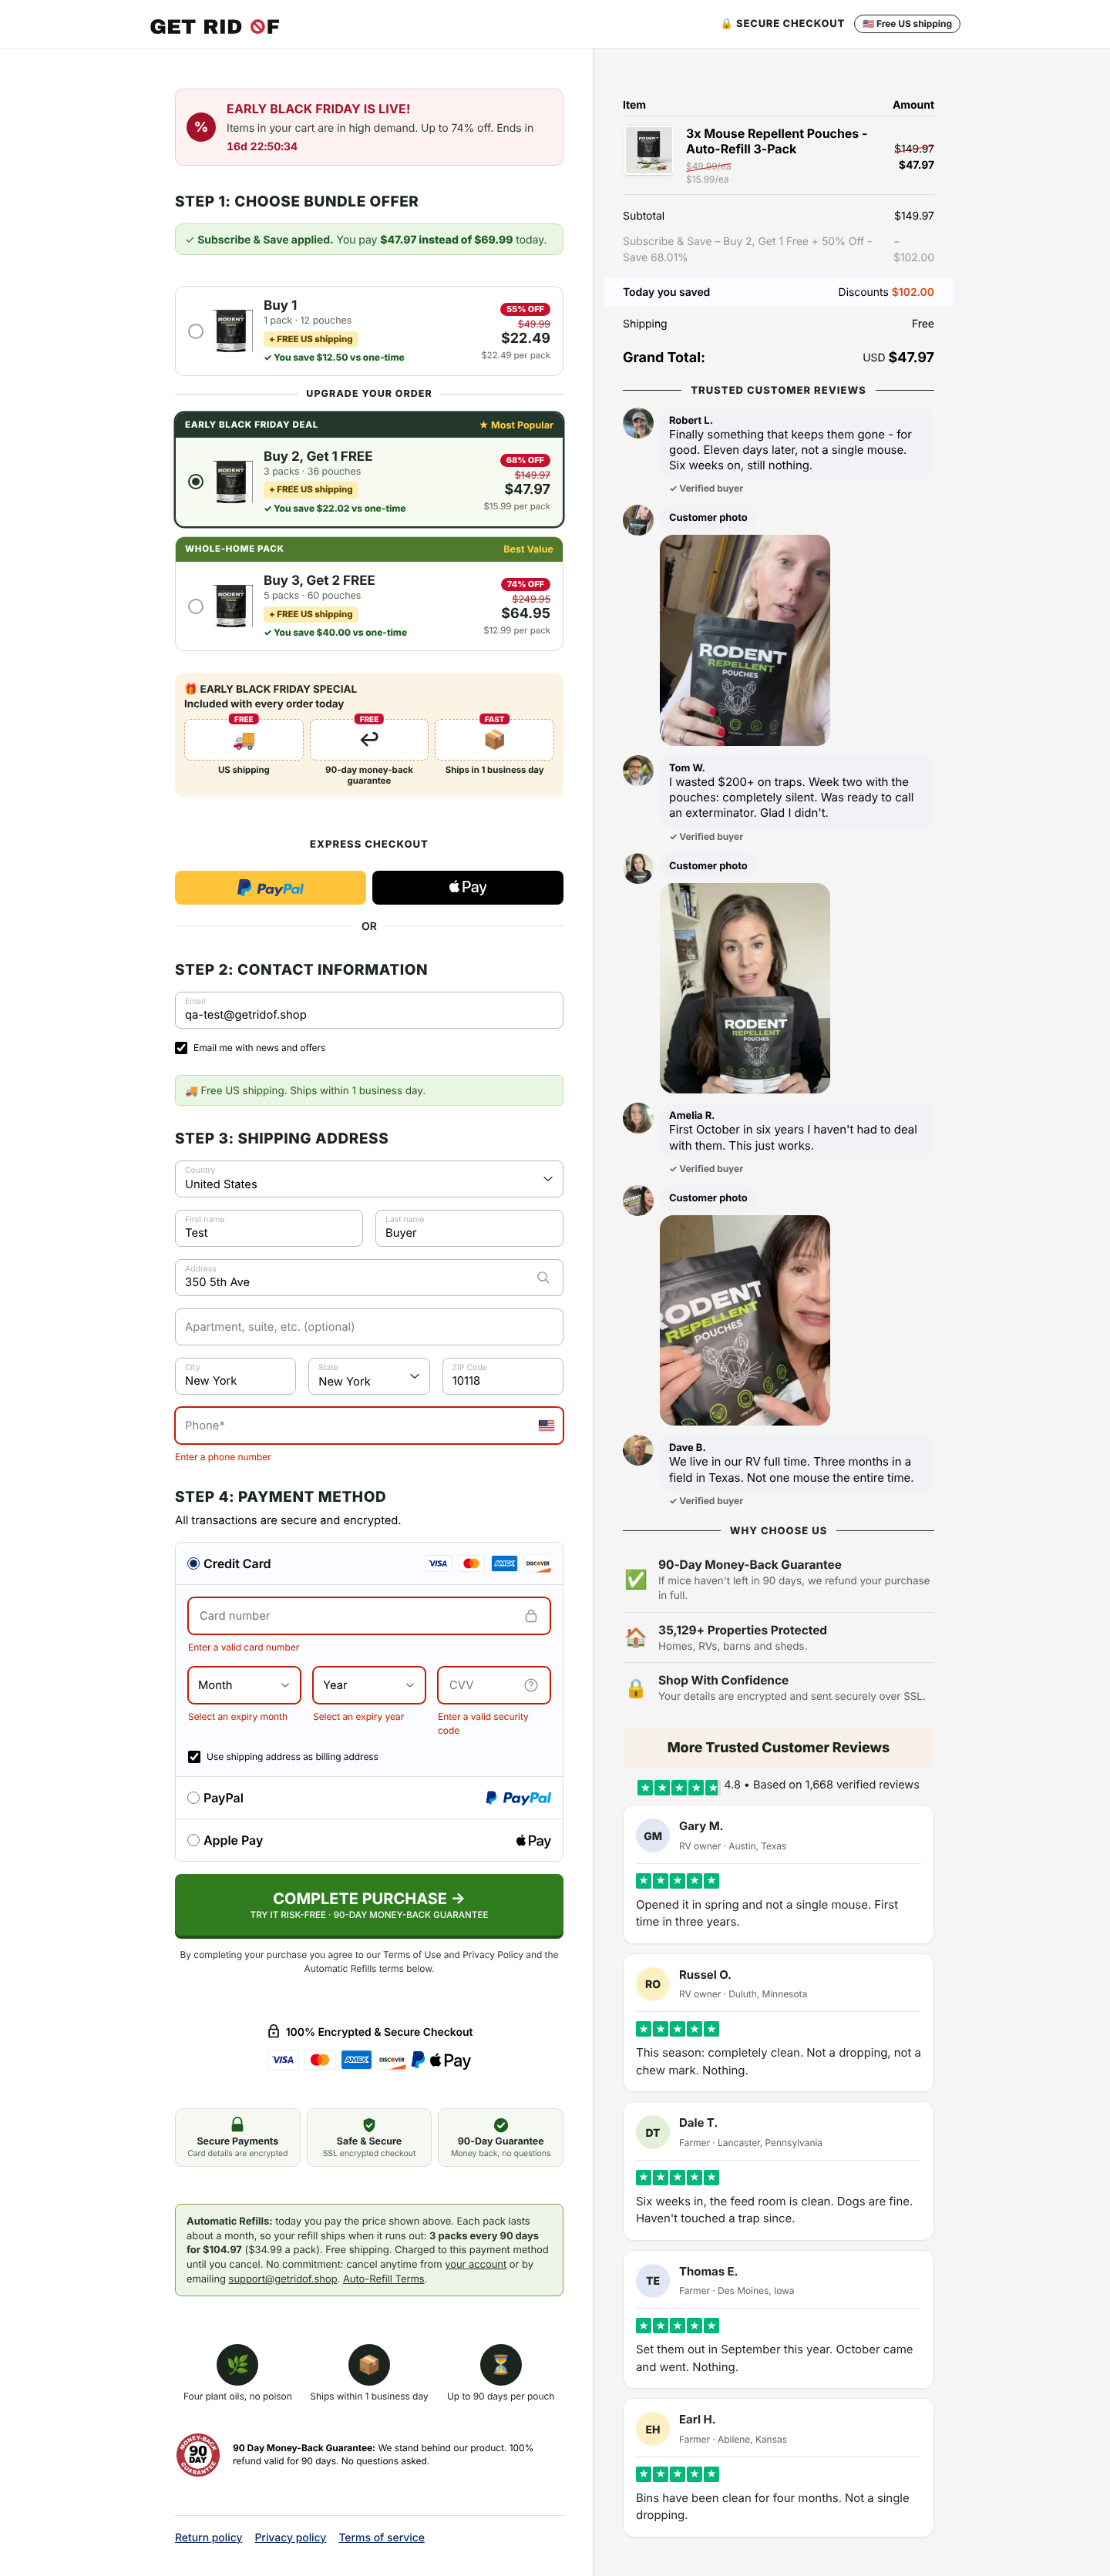 GET RID OF
🔒 SECURE CHECKOUT
🇺🇸 Free US shipping
%
EARLY BLACK FRIDAY IS LIVE!
Items in your cart are in high demand. Up to 74% off. Ends in
16d 22:50:34
STEP 1: CHOOSE BUNDLE OFFER
✓ Subscribe & Save applied. You pay $47.97 instead of $69.99 today.
Buy 1
1 pack · 12 pouches
+ FREE US shipping
✓ You save $12.50 vs one-time
55% OFF
$49.99
$22.49
$22.49 per pack
RODENT
UPGRADE YOUR ORDER
EARLY BLACK FRIDAY DEAL
★ Most Popular
Buy 2, Get 1 FREE
3 packs · 36 pouches
+ FREE US shipping
✓ You save $22.02 vs one-time
68% OFF
$149.97
$47.97
$15.99 per pack
RODENT
WHOLE-HOME PACK
Best Value
Buy 3, Get 2 FREE
5 packs · 60 pouches
+ FREE US shipping
✓ You save $40.00 vs one-time
74% OFF
$249.95
$64.95
$12.99 per pack
RODENT
🎁 EARLY BLACK FRIDAY SPECIAL
Included with every order today
FREE
US shipping
FREE
90-day money-back
guarantee
FAST
Ships in 1 business day
EXPRESS CHECKOUT
PayPal
Pay
OR
STEP 2: CONTACT INFORMATION
Email
qa-test@getridof.shop
Email me with news and offers
🚚 Free US shipping. Ships within 1 business day.
STEP 3: SHIPPING ADDRESS
Country
United States
First name
Test
Last name
Buyer
Address
350 5th Ave
Apartment, suite, etc. (optional)
City
New York
State
New York
ZIP Code
10118
Phone*
Enter a phone number
STEP 4: PAYMENT METHOD
All transactions are secure and encrypted.
Credit Card
VISA
AMEX
DISCOVER
Card number
Enter a valid card number
Month
Year
CVV
Select an expiry month
Select an expiry year
Enter a valid security
code
Use shipping address as billing address
PayPal
PayPal
Apple Pay
Pay
COMPLETE PURCHASE →
TRY IT RISK-FREE · 90-DAY MONEY-BACK GUARANTEE
By completing your purchase you agree to our Terms of Use and Privacy Policy and the
Automatic Refills terms below.
100% Encrypted & Secure Checkout
VISA
AMEX
DISCOVER
Pay
Secure Payments
Card details are encrypted
Safe & Secure
SSL encrypted checkout
90-Day Guarantee
Money back, no questions
Automatic Refills: today you pay the price shown above. Each pack lasts
about a month, so your refill ships when it runs out: 3 packs every 90 days
for $104.97 ($34.99 a pack). Free shipping. Charged to this payment method
until you cancel. No commitment: cancel anytime from your account or by
emailing support@getridof.shop. Auto-Refill Terms.
Four plant oils, no poison
Ships within 1 business day
Up to 90 days per pouch
MONEY-BACK
90
DAY
GUARANTEE
90 Day Money-Back Guarantee: We stand behind our product. 100%
refund valid for 90 days. No questions asked.
Return policy
Privacy policy
Terms of service
Item
Amount
3x Mouse Repellent Pouches -
Auto-Refill 3-Pack
$49.99/ea
$15.99/ea
$149.97
$47.97
Subtotal
$149.97
Subscribe & Save – Buy 2, Get 1 Free + 50% Off -
Save 68.01%
–
$102.00
Today you saved
Discounts $102.00
Shipping
Free
Grand Total:
USD $47.97
TRUSTED CUSTOMER REVIEWS
Robert L.
Finally something that keeps them gone - for
good. Eleven days later, not a single mouse.
Six weeks on, still nothing.
✓ Verified buyer
Customer photo
RODENT
REPELLENT
POUCHES
Tom W.
I wasted $200+ on traps. Week two with the
pouches: completely silent. Was ready to call
an exterminator. Glad I didn't.
✓ Verified buyer
Customer photo
RODENT
REPELLENT
POUCHES
Amelia R.
First October in six years I haven't had to deal
with them. This just works.
✓ Verified buyer
Customer photo
RODENT
REPELLENT
POUCHES
Dave B.
We live in our RV full time. Three months in a
field in Texas. Not one mouse the entire time.
✓ Verified buyer
WHY CHOOSE US
90-Day Money-Back Guarantee
If mice haven't left in 90 days, we refund your purchase
in full.
35,129+ Properties Protected
Homes, RVs, barns and sheds.
Shop With Confidence
Your details are encrypted and sent securely over SSL.
More Trusted Customer Reviews
4.8 • Based on 1,668 verified reviews
GM
Gary M.
RV owner · Austin, Texas
Opened it in spring and not a single mouse. First
time in three years.
RO
Russel O.
RV owner · Duluth, Minnesota
This season: completely clean. Not a dropping, not a
chew mark. Nothing.
DT
Dale T.
Farmer · Lancaster, Pennsylvania
Six weeks in, the feed room is clean. Dogs are fine.
Haven't touched a trap since.
TE
Thomas E.
Farmer · Des Moines, Iowa
Set them out in September this year. October came
and went. Nothing.
EH
Earl H.
Farmer · Abilene, Kansas
Bins have been clean for four months. Not a single
dropping.